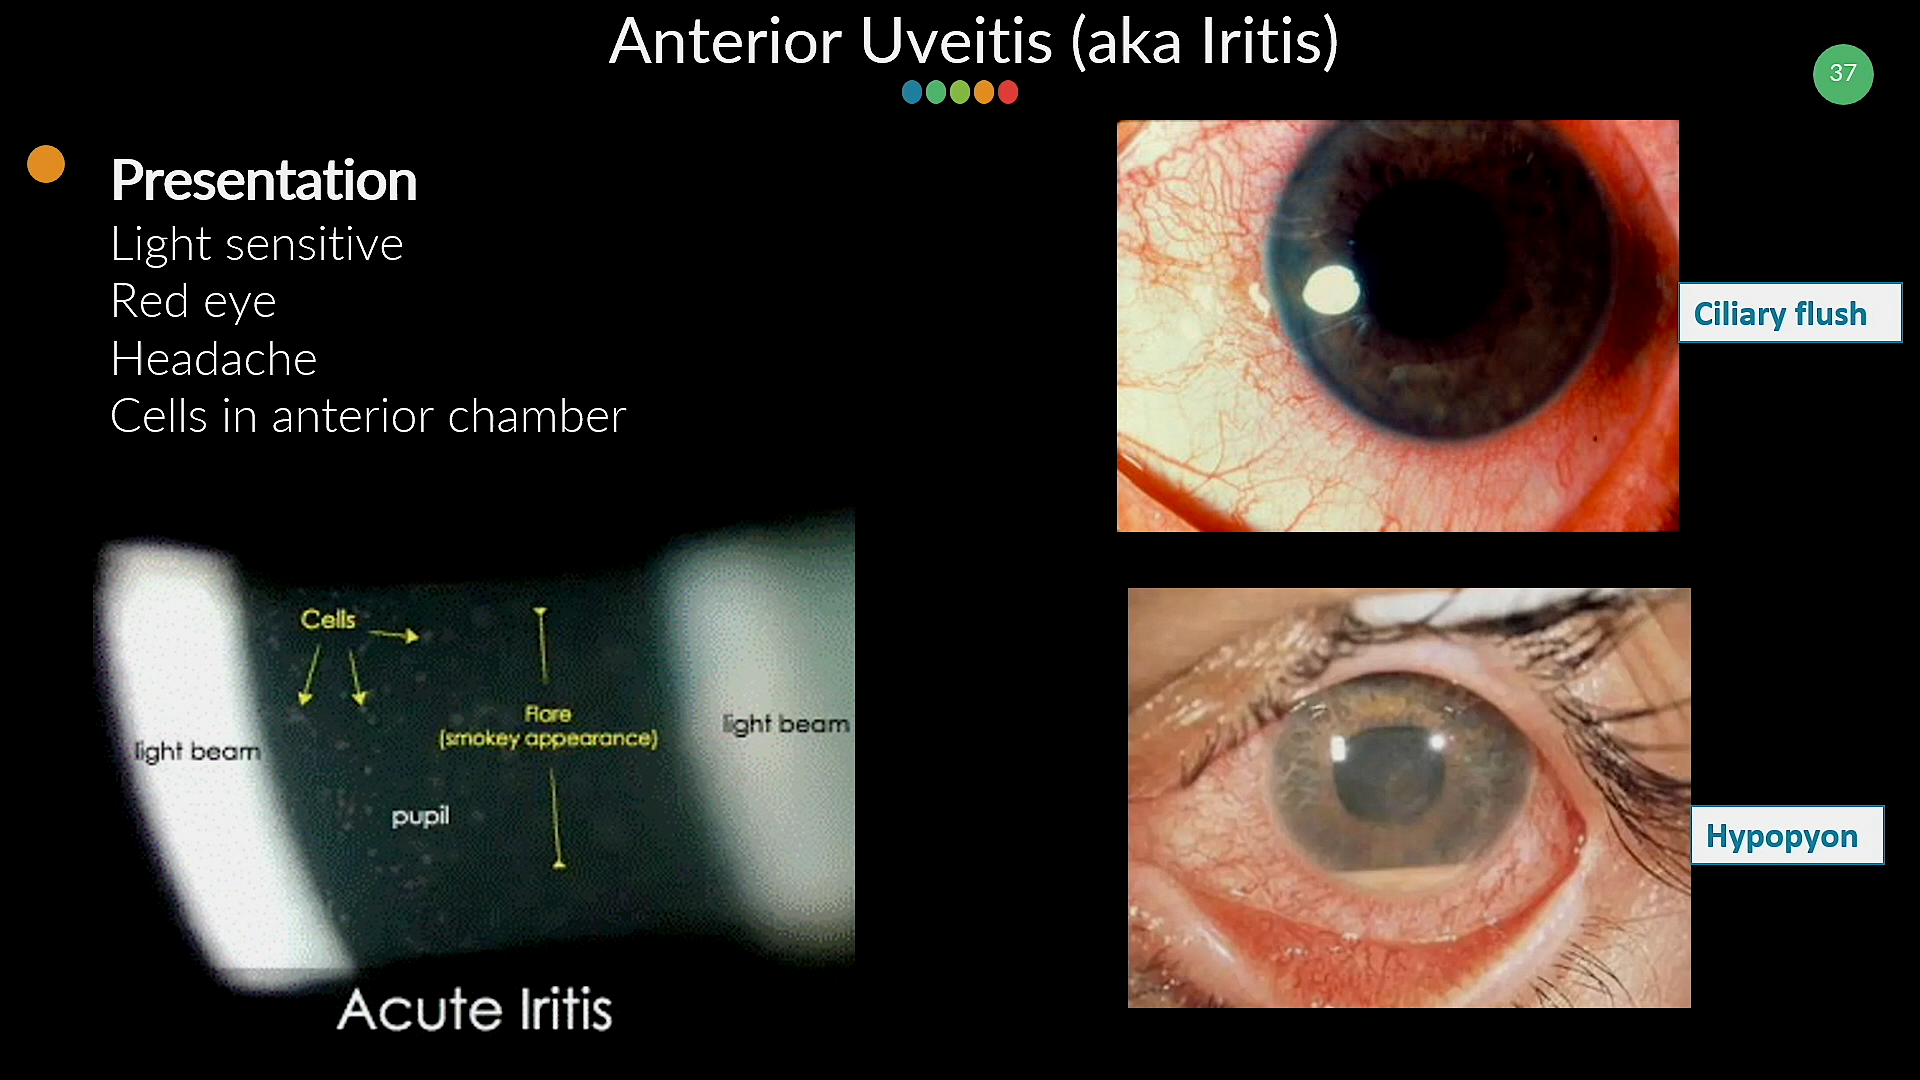 Anterior Uveitis (aka Iritis)
37
Presentation
Light sensitive
Red eye
Headache
Cells in anterior chamber
Ciliary flush
Cells
Flare
(smokey appearance)
light beam
light beam
pupil
Acute Iritis
Hypopyon